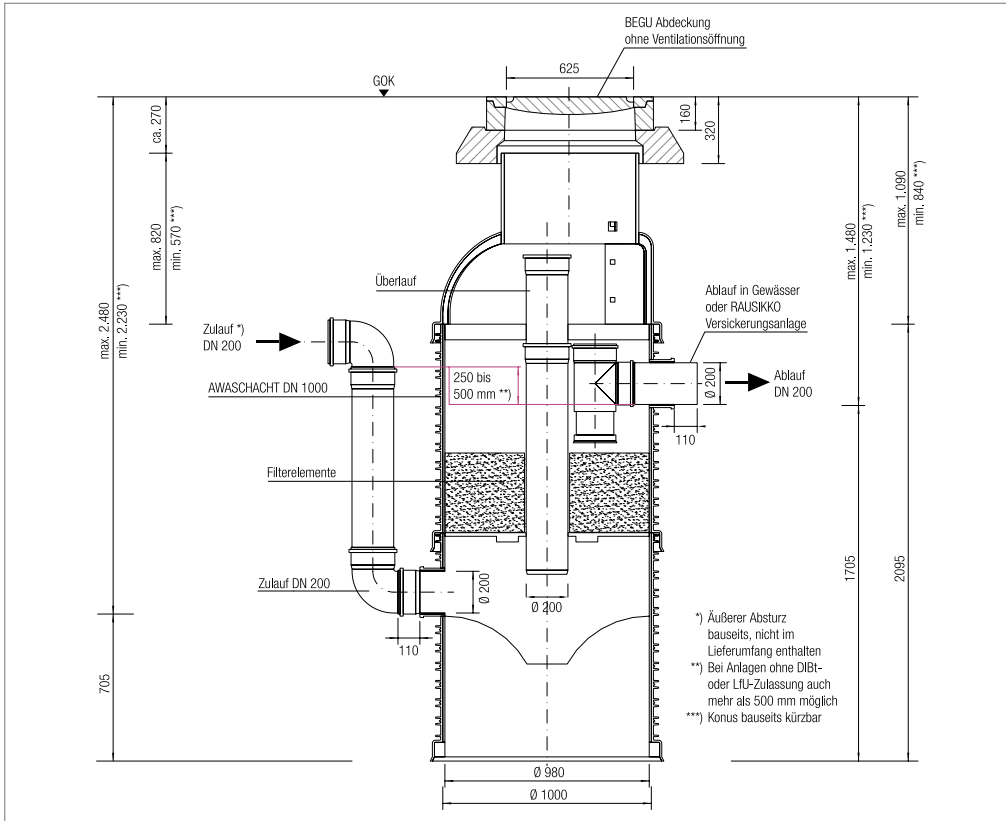 BEGU Abdeckung
ohne Ventilationsöffnung
GOK
625
ca. 270
160
320
max. 820
min. 570 ***)
max. 2.480
min. 2.230 ***)
max. 1.480
min. 1.230 ***)
max. 1.090
min. 840 ***)
Überlauf
Ablauf in Gewässer
oder RAUSIKKO
Versickerungsanlage
Zulauf *)
DN 200
250 bis
500 mm **)
Ø 200
Ablauf
DN 200
AWASCHACHT DN 1000
110
Filterelemente
Zulauf DN 200
Ø 200
Ø 200
110
705
1705
2095
*) Äußerer Absturz
bauseits, nicht im
Lieferumfang enthalten
**) Bei Anlagen ohne DIBt-
oder LfU-Zulassung auch
mehr als 500 mm möglich
***) Konus bauseits kürzbar
Ø 980
Ø 1000